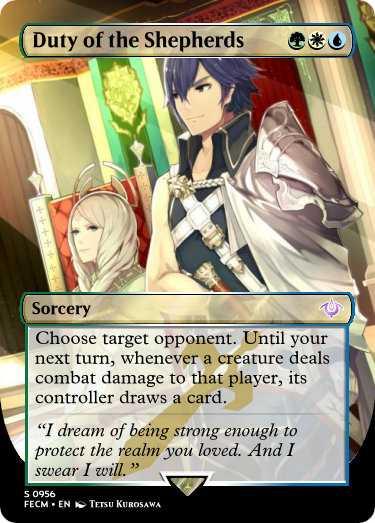 Duty of the Shepherds
Sorcery
Choose target opponent. Until your
next turn, whenever a creature deals
combat damage to that player, its
controller draws a card.
“I dream of being strong enough to
protect the realm you loved. And I
swear I will.”
S 0956
FECM • EN Tetsu Kurosawa